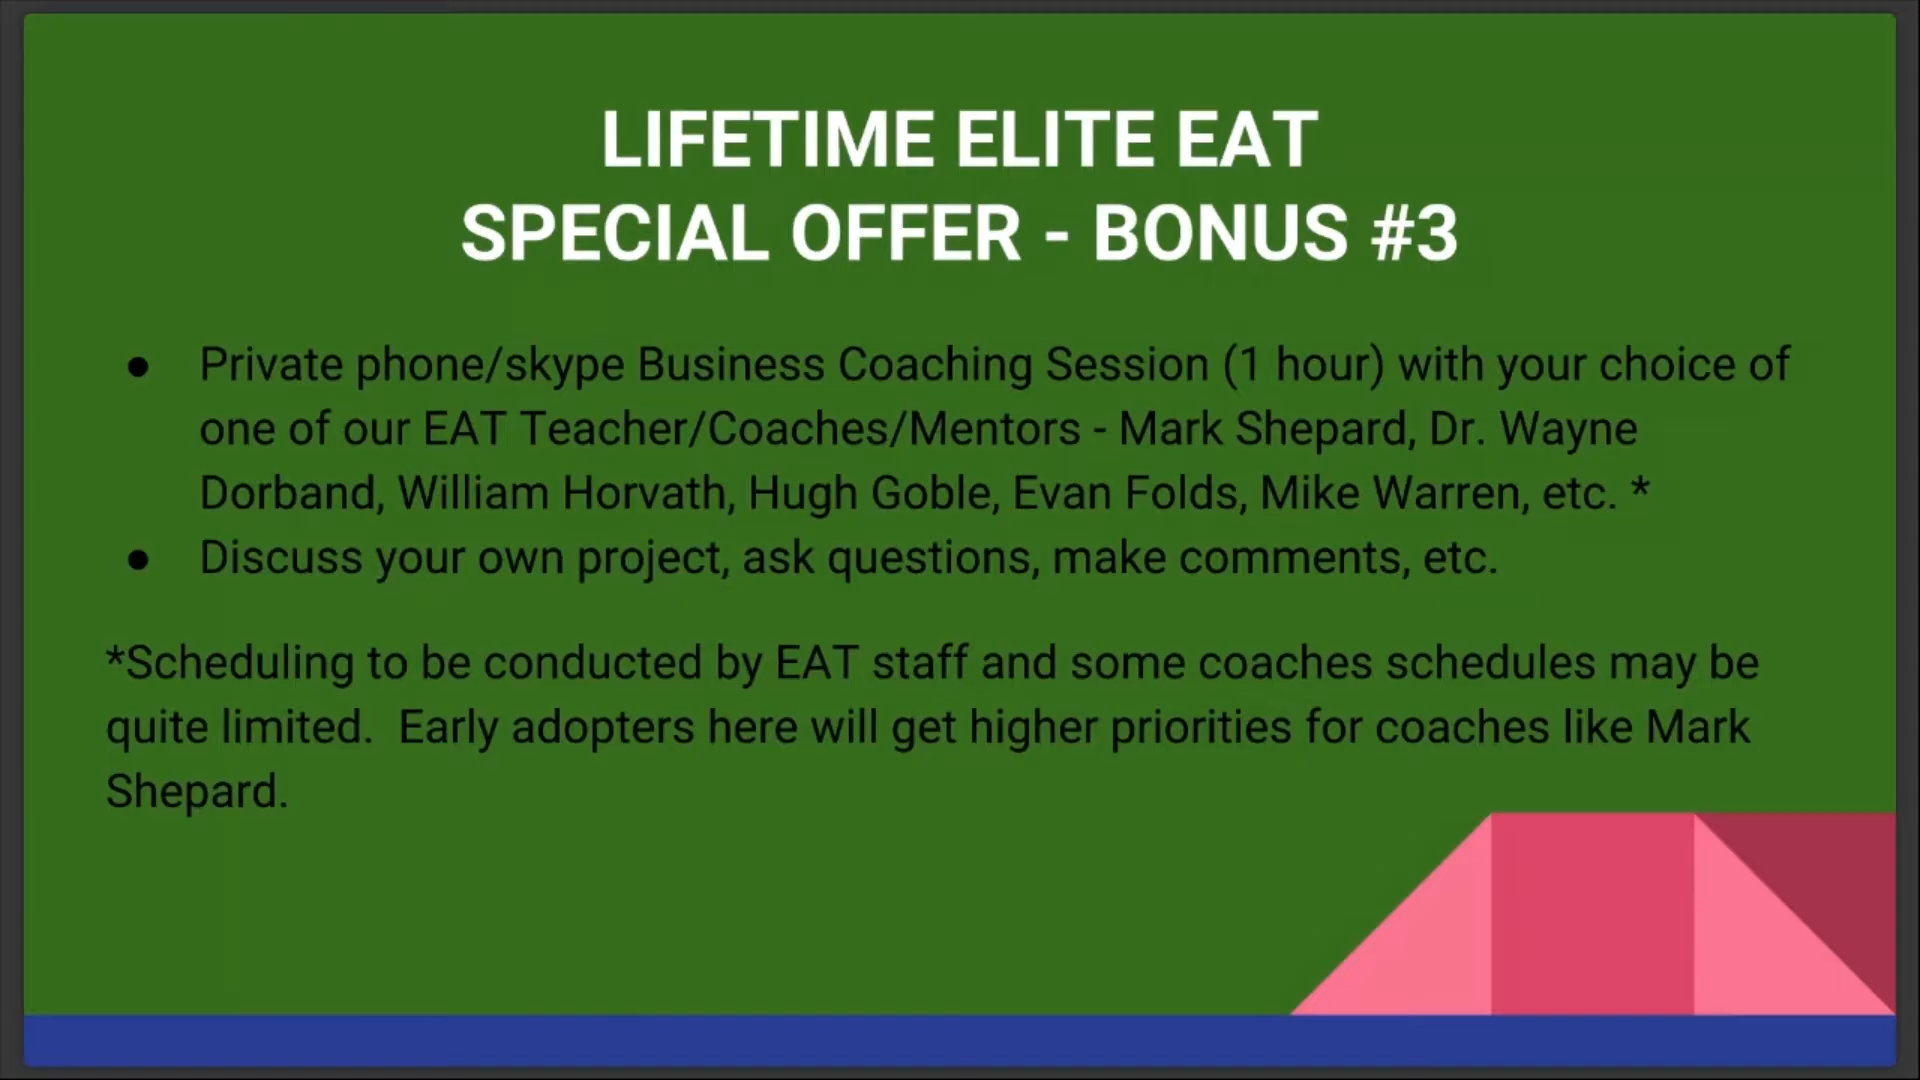 LIFETIME ELITE EAT
SPECIAL OFFER - BONUS #3
● Private phone/skype Business Coaching Session (1 hour) with your choice of
one of our EAT Teacher/Coaches/Mentors - Mark Shepard, Dr. Wayne
Dorband, William Horvath, Hugh Goble, Evan Folds, Mike Warren, etc. *
● Discuss your own project, ask questions, make comments, etc.
*Scheduling to be conducted by EAT staff and some coaches schedules may be
quite limited.  Early adopters here will get higher priorities for coaches like Mark
Shepard.